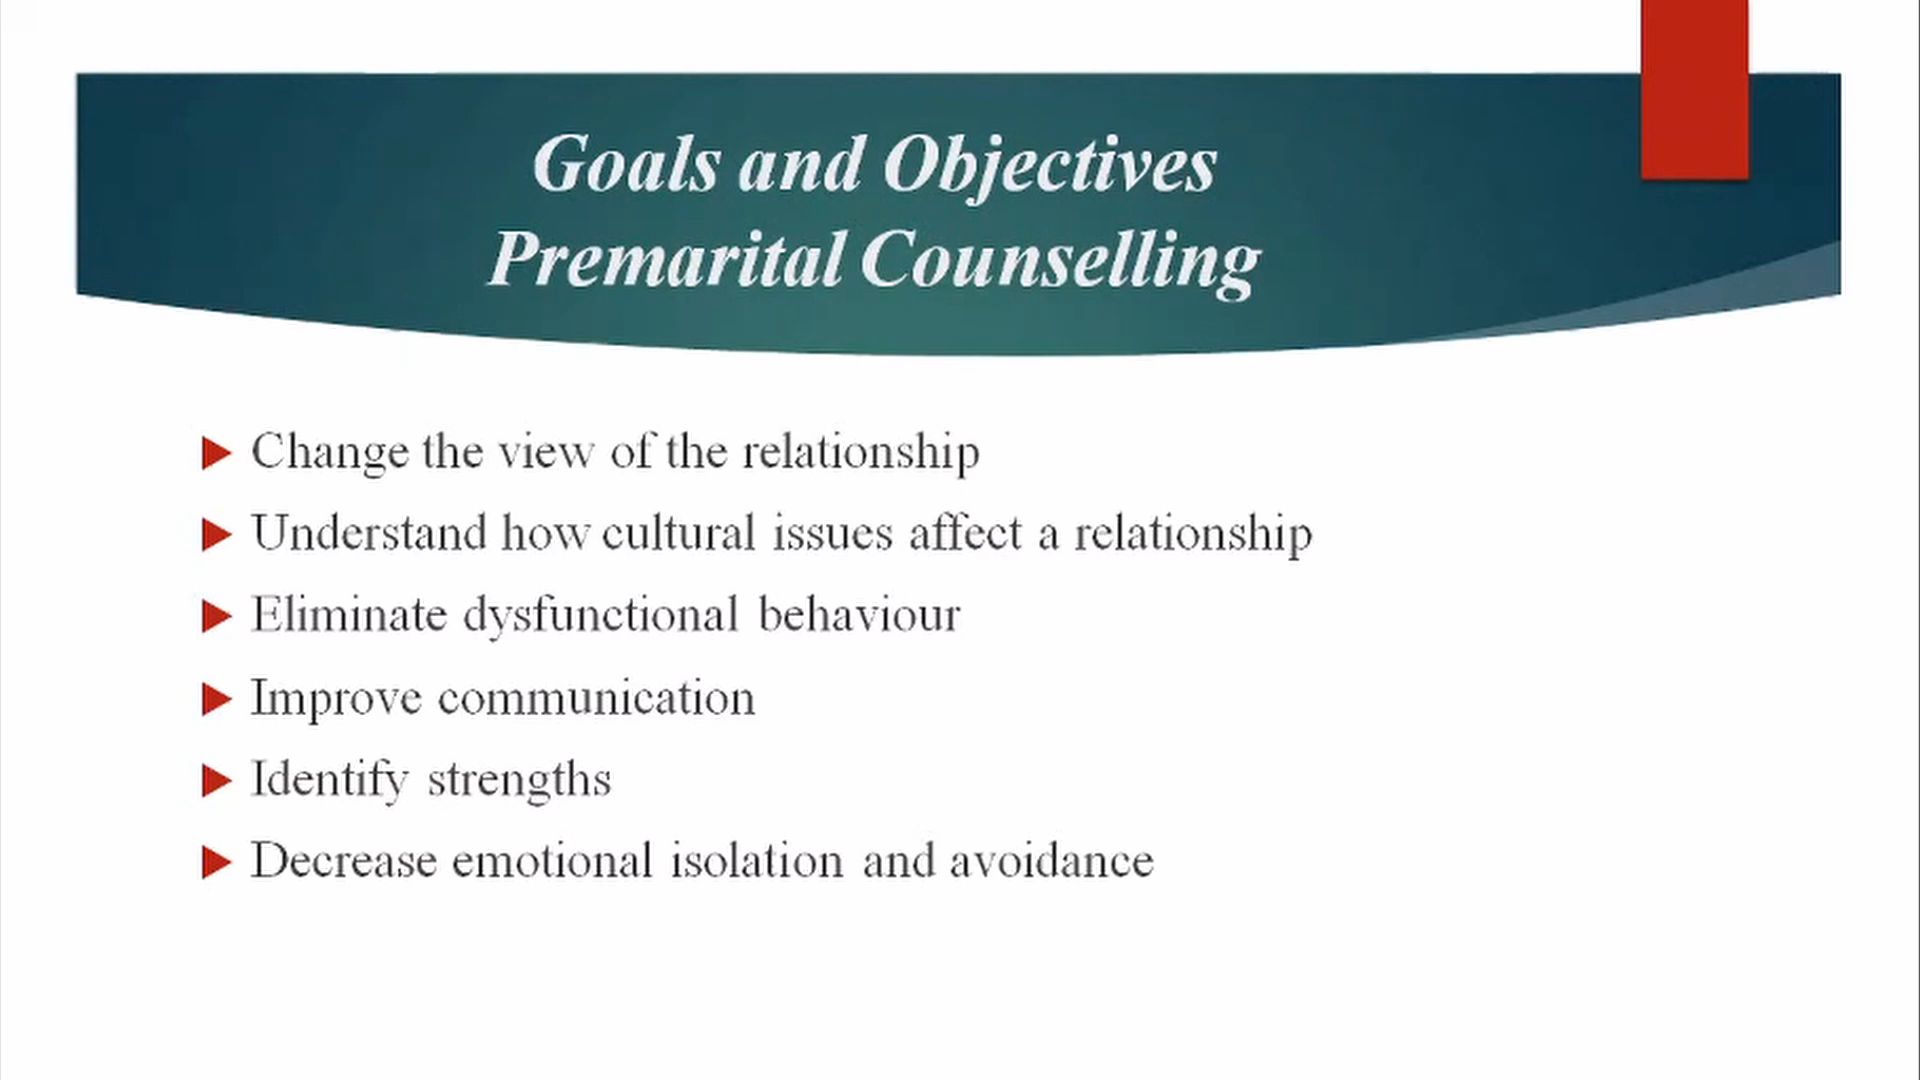 Goals and Objectives
Premarital Counselling
Change the view of the relationship
Understand how cultural issues affect a relationship
Eliminate dysfunctional behaviour
Improve communication
Identify strengths
Decrease emotional isolation and avoidance